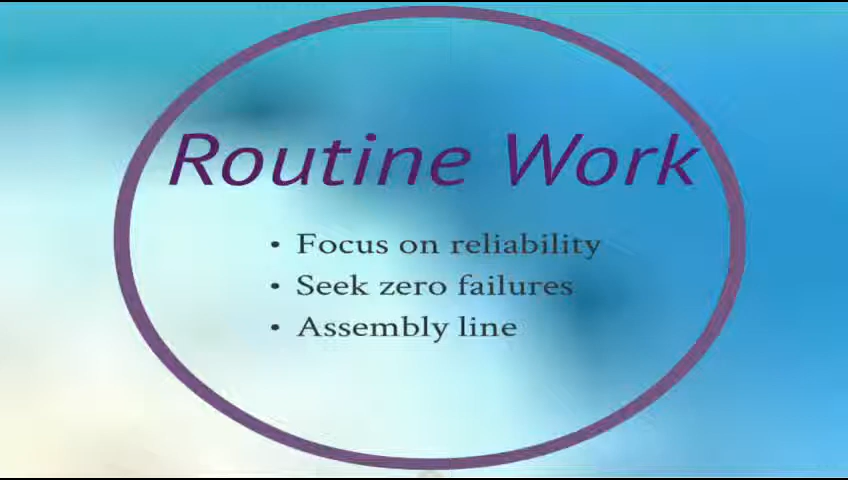 Routine Work
• Focus on reliability
• Seek zero failures
• Assembly line